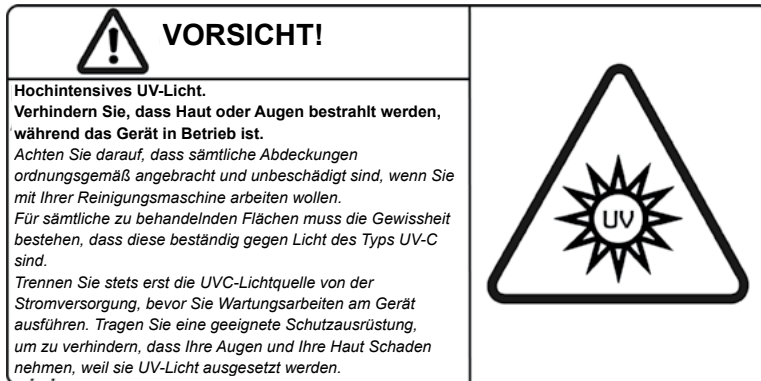 VORSICHT!
Hochintensives UV-Licht.
Verhindern Sie, dass Haut oder Augen bestrahlt werden,
während das Gerät in Betrieb ist.
Achten Sie darauf, dass sämtliche Abdeckungen
ordnungsgemäß angebracht und unbeschädigt sind, wenn Sie
mit Ihrer Reinigungsmaschine arbeiten wollen.
Für sämtliche zu behandelnden Flächen muss die Gewissheit
bestehen, dass diese beständig gegen Licht des Typs UV-C
sind.
Trennen Sie stets erst die UVC-Lichtquelle von der
Stromversorgung, bevor Sie Wartungsarbeiten am Gerät
ausführen. Tragen Sie eine geeignete Schutzausrüstung,
um zu verhindern, dass Ihre Augen und Ihre Haut Schaden
nehmen, weil sie UV-Licht ausgesetzt werden.
UV